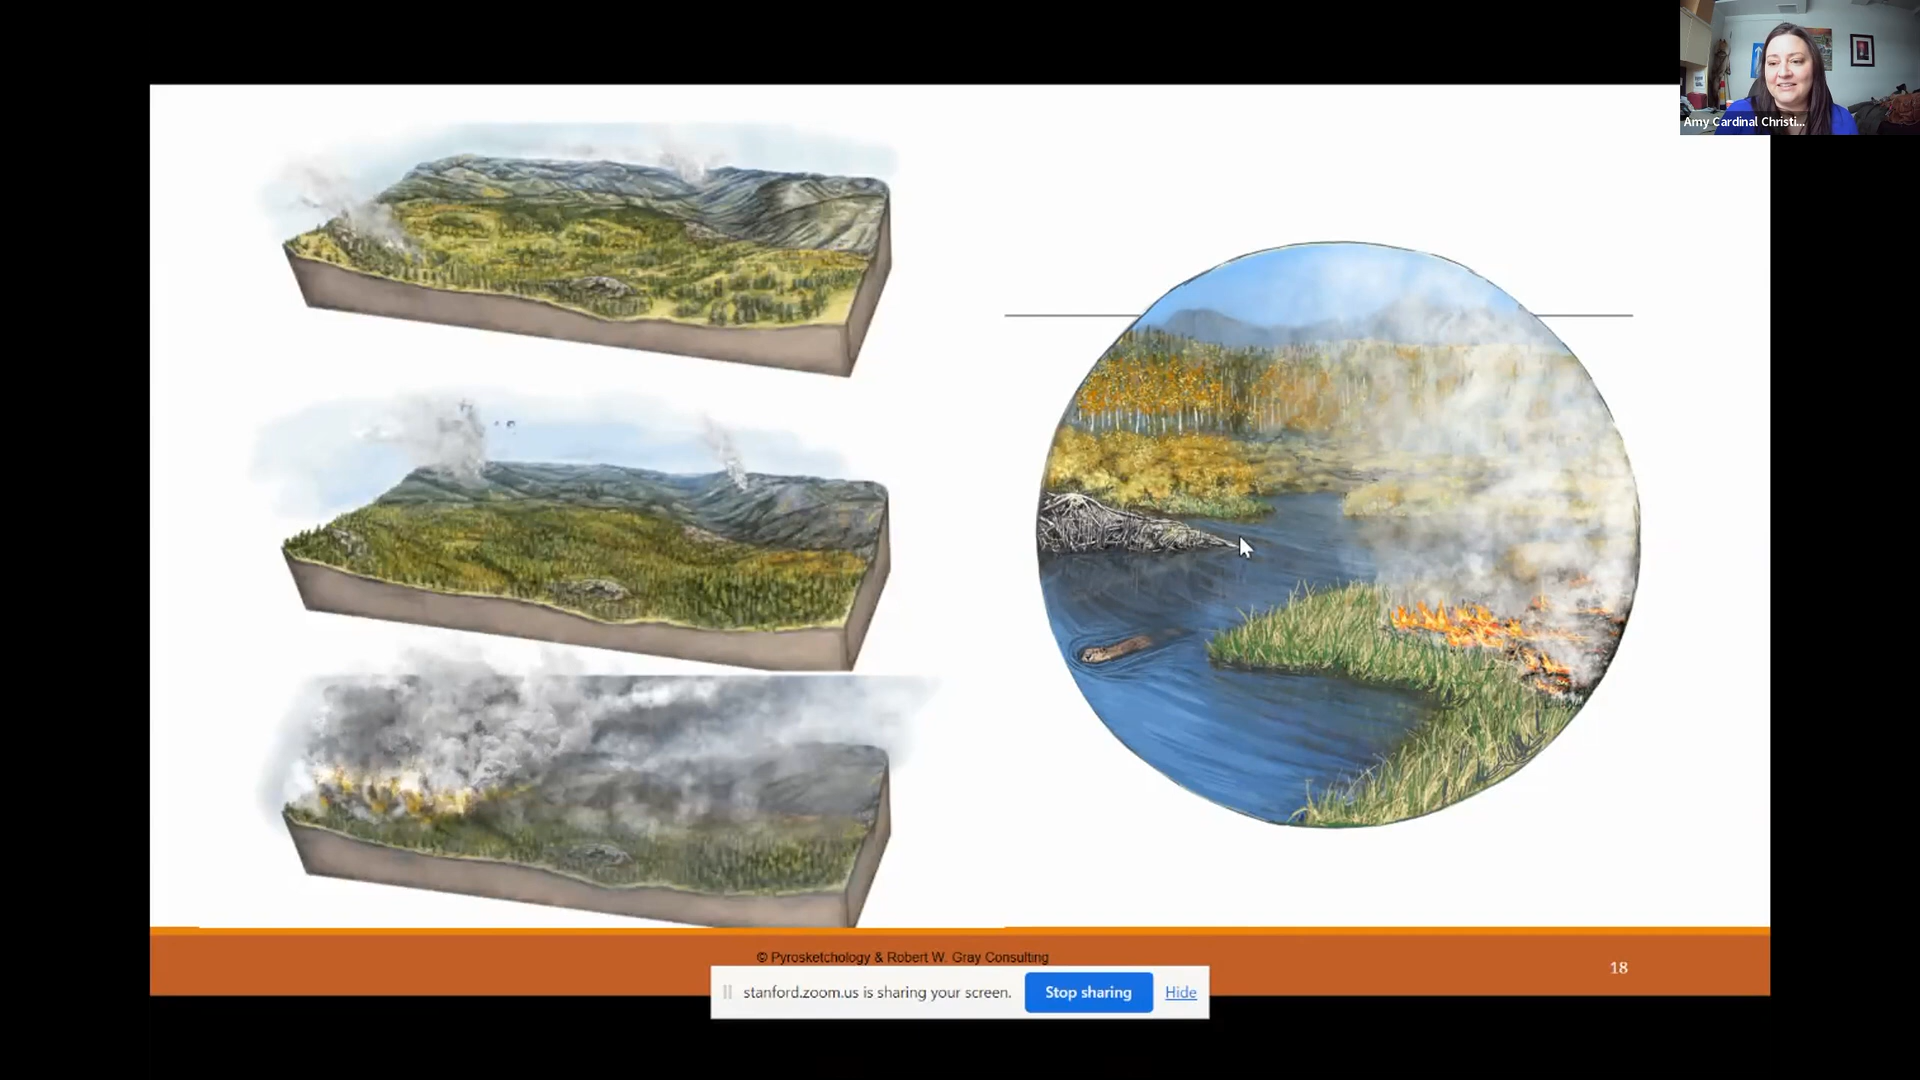 Amy Cardinal Christi...
© Pyrosketchology & Robert W. Gray Consulting
18
stanford.zoom.us is sharing your screen.
Stop sharing
Hide